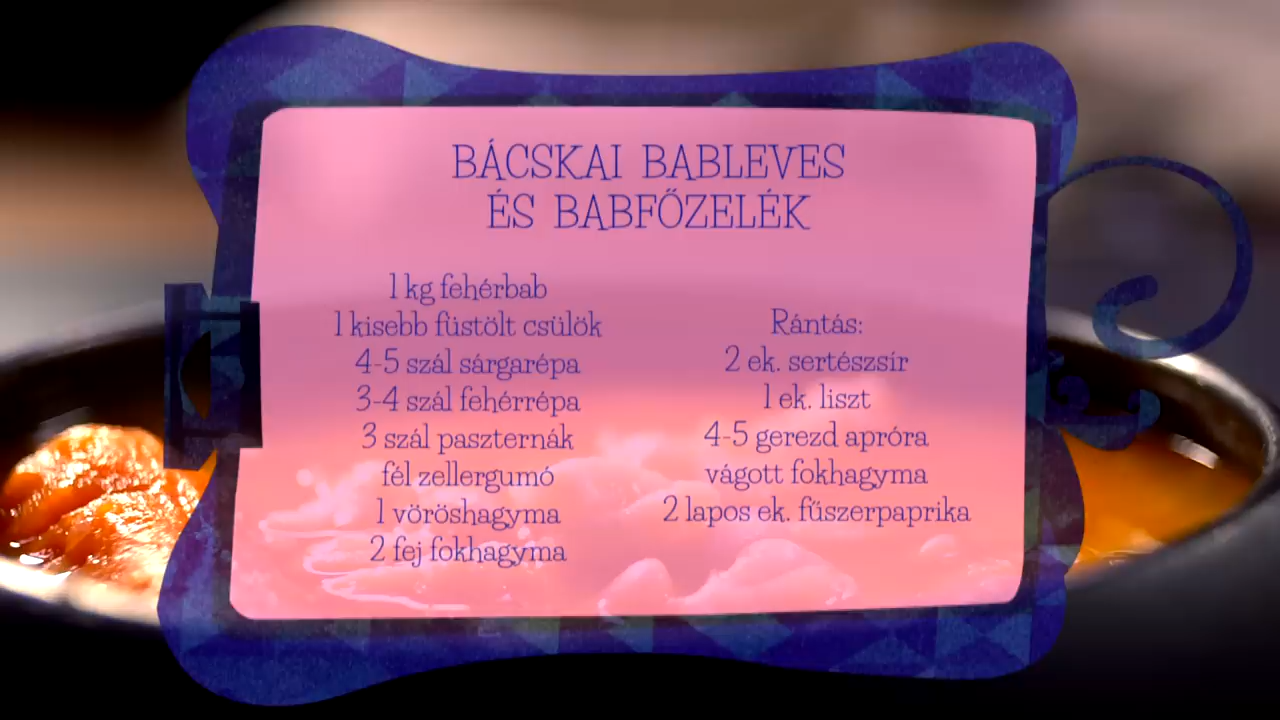 BÁCSKAI BABLEVES
ÉS BABFŐZELÉK
1 kg fehérbab
1 kisebb füstölt csülök
4-5 szál sárgarépa
3-4 szál fehérrépa
3 szál paszternák
fél zellergumó
1 vöröshagyma
2 fej fokhagyma
Rántás:
2 ek. sertészsír
1 ek. liszt
4-5 gerezd apróra
vágott fokhagyma
2 lapos ek. fűszerpaprika